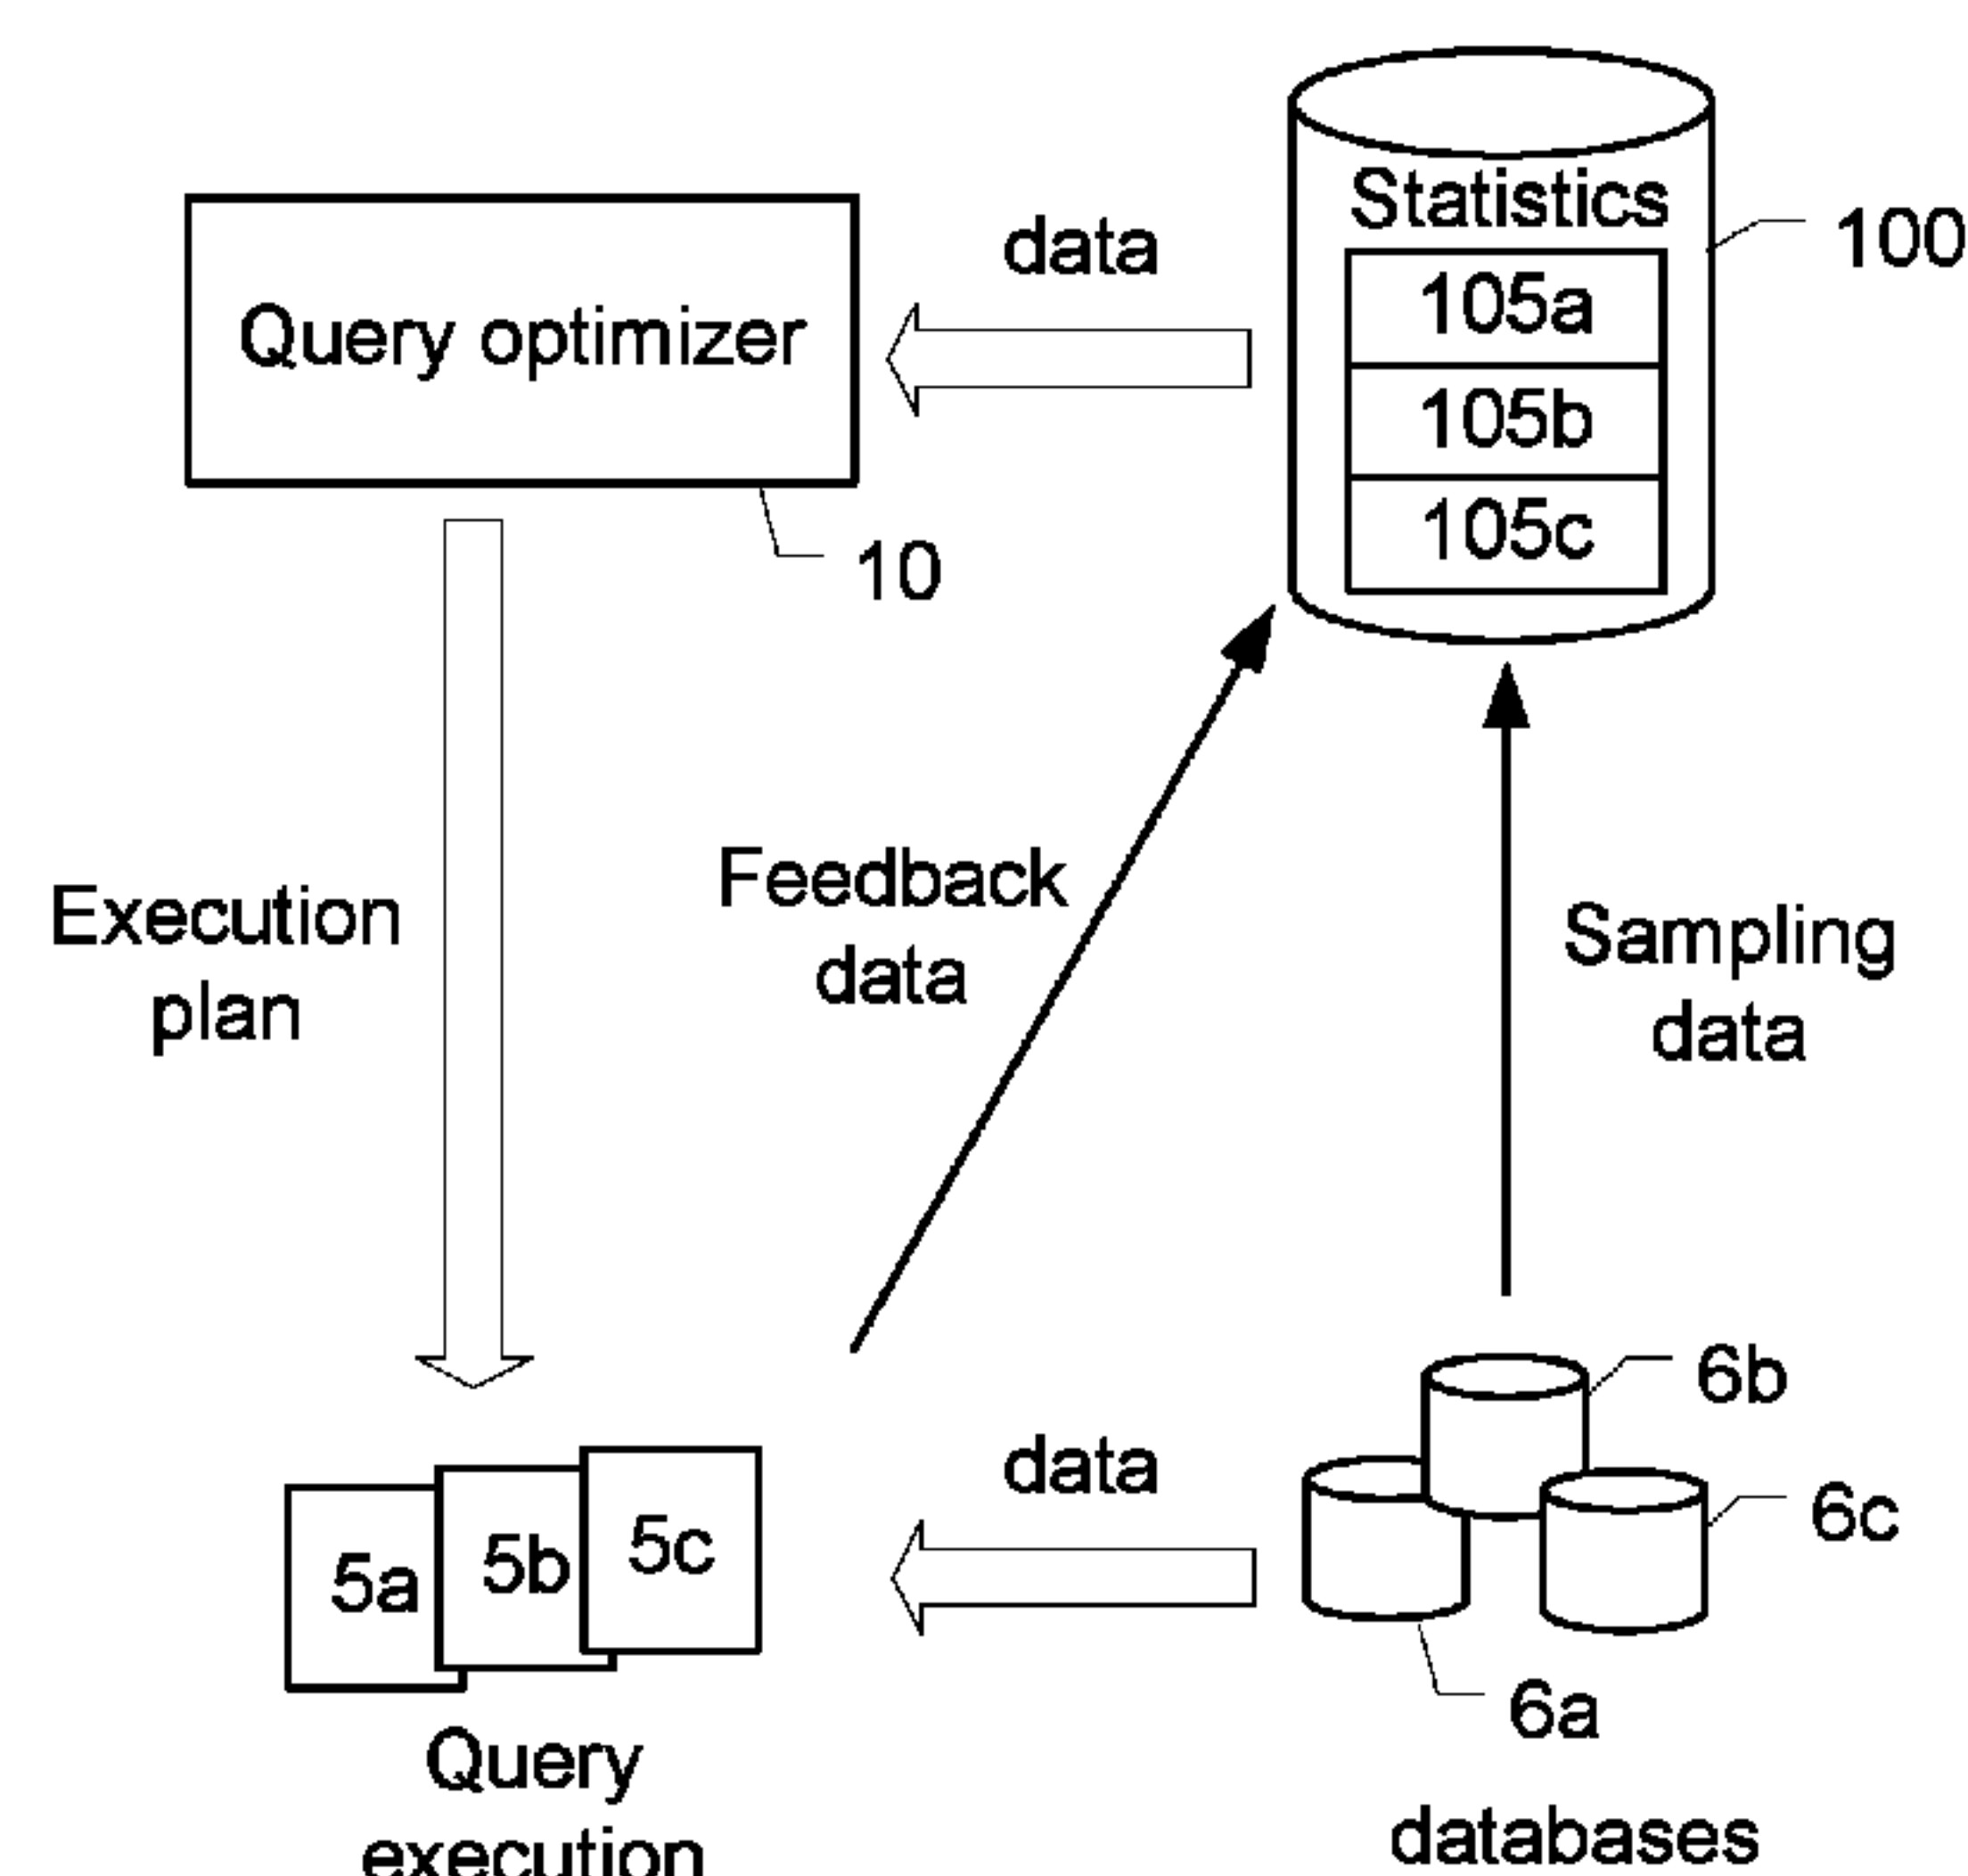 Statistics
100
data
105a
Query optimizer
105b
105c
10
Feedback
data
Execution
plan
Sampling
data
6b
data
6c
5a
5b
5c
6a
Query
execution
databases